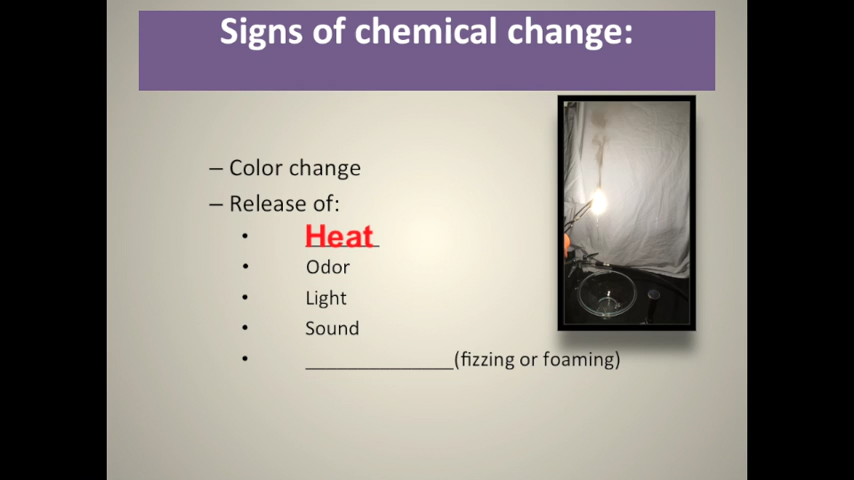 Signs of chemical change:
– Color change
– Release of:
• Heat
• Odor
• Light
• Sound
• ______________(fizzing or foaming)